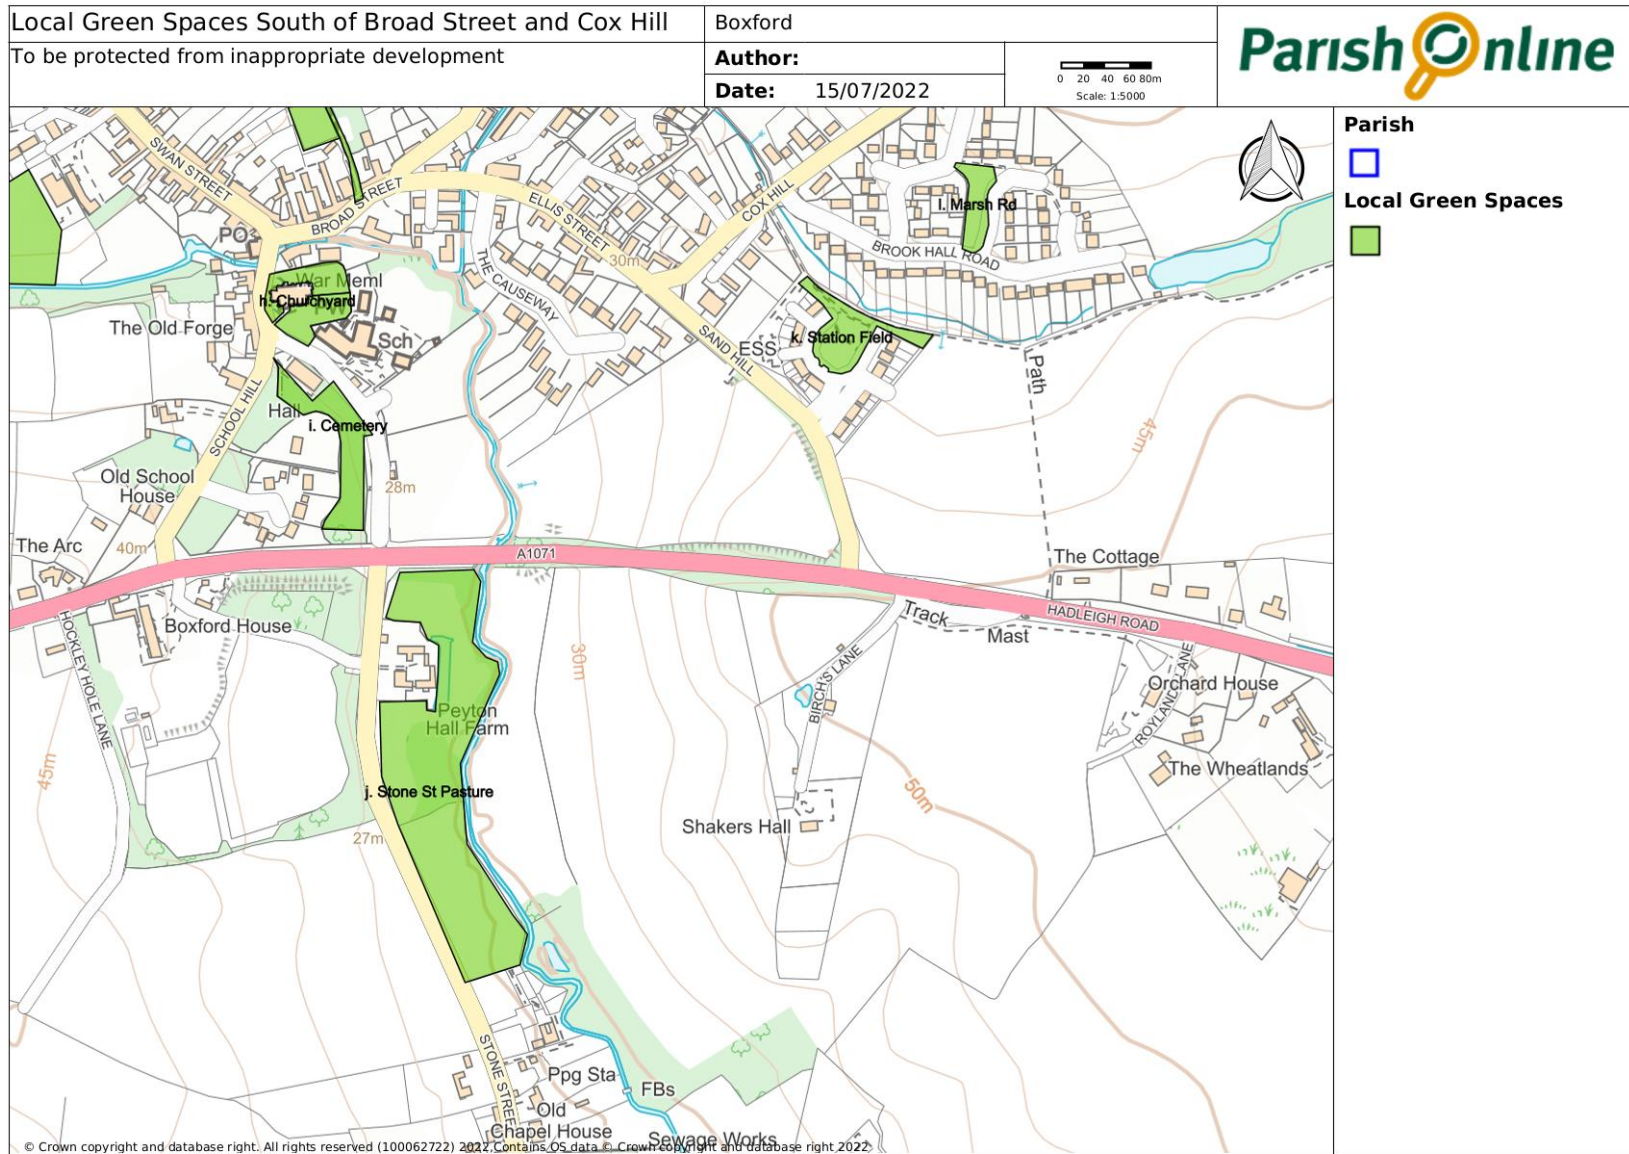 Local Green Spaces South of Broad Street and Cox Hill
To be protected from inappropriate development
Boxford
Author:
Date: 15/07/2022
0 20 40 60 80m
Scale: 1:5000
Parish Online
Parish
Local Green Spaces
SWAN STREET
BROAD STREET
ELLIS STREET
COX HILL
l. Marsh Rd
BROOK HALL ROAD
PO
30m
THE CAUSEWAY
War Meml
h. Churchyard
PW
The Old Forge
Sch
SAND HILL
ESS
k. Station Field
Path
SCHOOL HILL
Hall
i. Cemetery
45m
Old School
House
28m
The Arc
40m
A1071
The Cottage
HOCKLEY HOLE LANE
Boxford House
Track
HADLEIGH ROAD
Mast
30m
BIRCH'S LANE
ROYLANDS LANE
Orchard House
Peyton
Hall Farm
45m
The Wheatlands
50m
j. Stone St Pasture
Shakers Hall
27m
STONE STREET
Ppg Sta
FBs
Old
Chapel House
Sewage Works
© Crown copyright and database right. All rights reserved (100062722) 2022 Contains OS data © Crown copyright and database right 2022